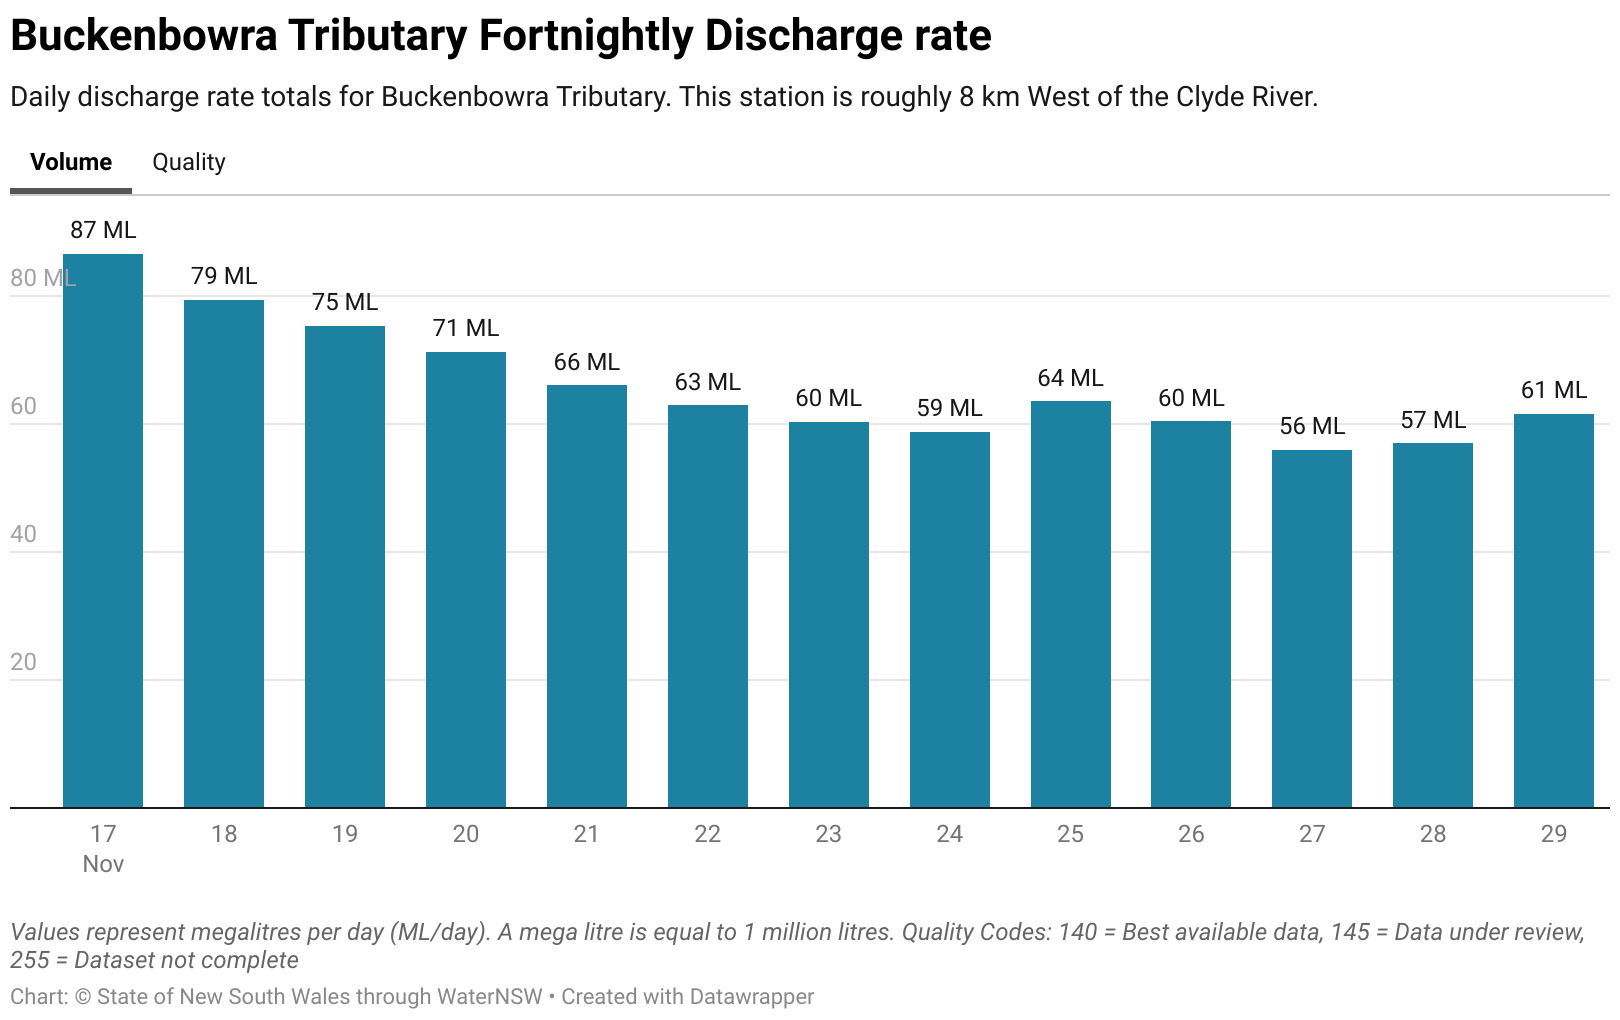 Buckenbowra Tributary Fortnightly Discharge rate
Daily discharge rate totals for Buckenbowra Tributary. This station is roughly 8 km West of the Clyde River.
Volume Quality
87 ML
80 ML
79 ML
75 ML
71 ML
66 ML
63 ML
60 ML
59 ML
64 ML
60 ML
56 ML
57 ML
61 ML
60
40
20
17 18 19 20 21 22 23 24 25 26 27 28 29
Nov
Values represent megalitres per day (ML/day). A mega litre is equal to 1 million litres. Quality Codes: 140 = Best available data, 145 = Data under review,
255 = Dataset not complete
Chart: © State of New South Wales through WaterNSW • Created with Datawrapper